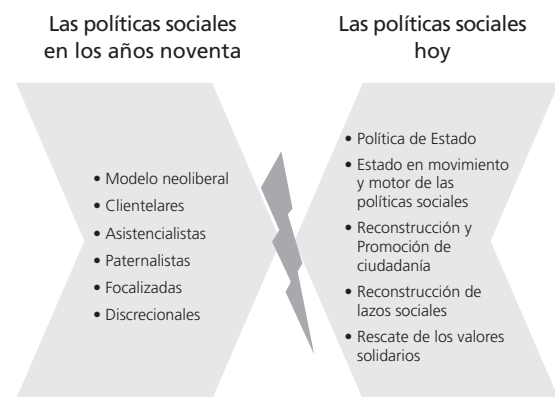 Las políticas sociales
en los años noventa
• Modelo neoliberal
• Clientelares
• Asistencialistas
• Paternalistas
• Focalizadas
• Discrecionales
Las políticas sociales
hoy
• Política de Estado
• Estado en movimiento
y motor de las
políticas sociales
• Reconstrucción y
Promoción de
ciudadanía
• Reconstrucción de
lazos sociales
• Rescate de los valores
solidarios